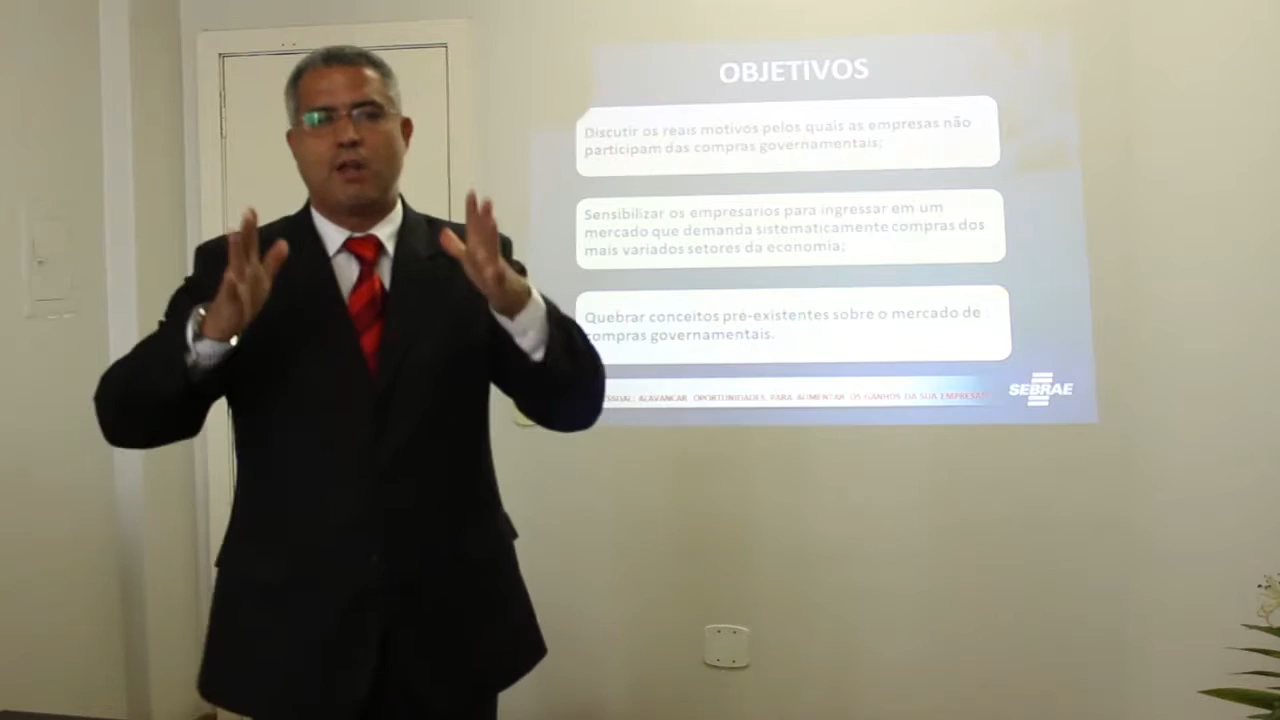 OBJETIVOS
Discutir os reais motivos pelos quais as empresas não
participam das compras governamentais;
Sensibilizar os empresarios para ingressar em um
mercado que demanda sistematicamente compras dos
mais variados setores da economia;
Quebrar conceitos pre-existentes sobre o mercado de
compras governamentais.
ESSOAL: ALAVANCAR OPORTUNIDADES PARA AUMENTAR OS GANHOS DA SUA EMPRESA
SEBRAE